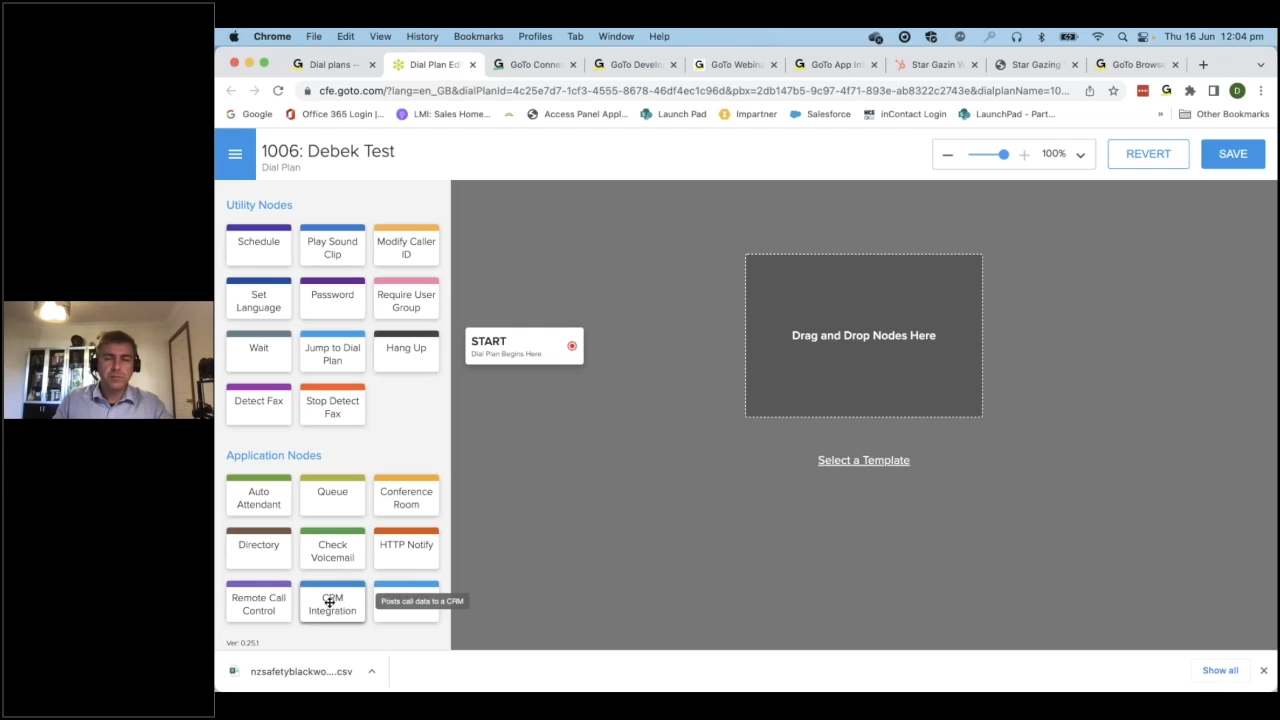 Chrome File Edit View History Bookmarks Profiles Tab Window Help Thu 16 Jun 12:04 pm
Dial plans — Dial Plan Edi GoTo Conne GoTo Develo GoTo Webina GoTo App In Star Gazin W Star Gazing GoTo Brows
cfe.goto.com/?lang=en_GB&dialPlanId=4c25e7d7-1cf3-4555-8678-46df4ec1c96d&pbx=2db147b5-9c97-4f71-893e-ab8322c2743e&dialplanName=10...
Google Office 365 Login |... LMI: Sales Home... Access Panel Appl... Launch Pad Impartner Salesforce inContact Login LaunchPad - Part... » Other Bookmarks
1006: Debek Test
Dial Plan
100%
REVERT
SAVE
Utility Nodes
Schedule
Play Sound
Clip
Modify Caller
ID
Set
Language
Password
Require User
Group
Wait
Jump to Dial
Plan
Hang Up
Detect Fax
Stop Detect
Fax
Application Nodes
Auto
Attendant
Queue
Conference
Room
Directory
Check
Voicemail
HTTP Notify
Remote Call
Control
CRM
Integration
Posts call data to a CRM
Ver: 0.25.1
START
Dial Plan Begins Here
Drag and Drop Nodes Here
Select a Template
nzsafetyblackwo....csv
Show all